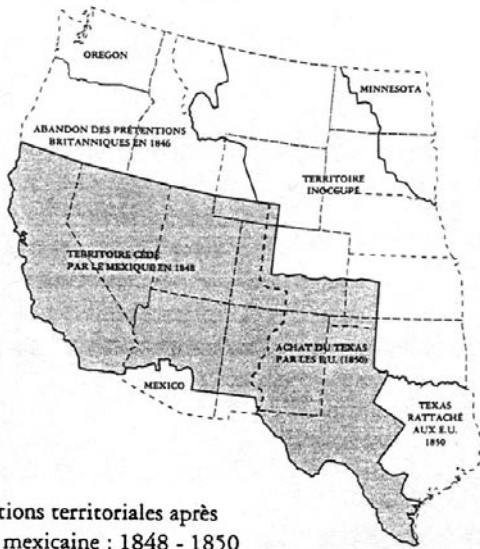 OREGON
MINNESOTA
ABANDON DES PRÉTENTIONS
BRITANNIQUES EN 1846
TERRITOIRE
INOCGUPÉ
TERRITOIRE CÉDÉ
PAR LE MEXIQUE EN 1848
ACHAT DU TEXAS
PAR LES E.U. (1850)
MEXICO
TEXAS
RATTACHÉ
AUX E.U.
1850
tions territoriales après
mexicaine : 1848 - 1850